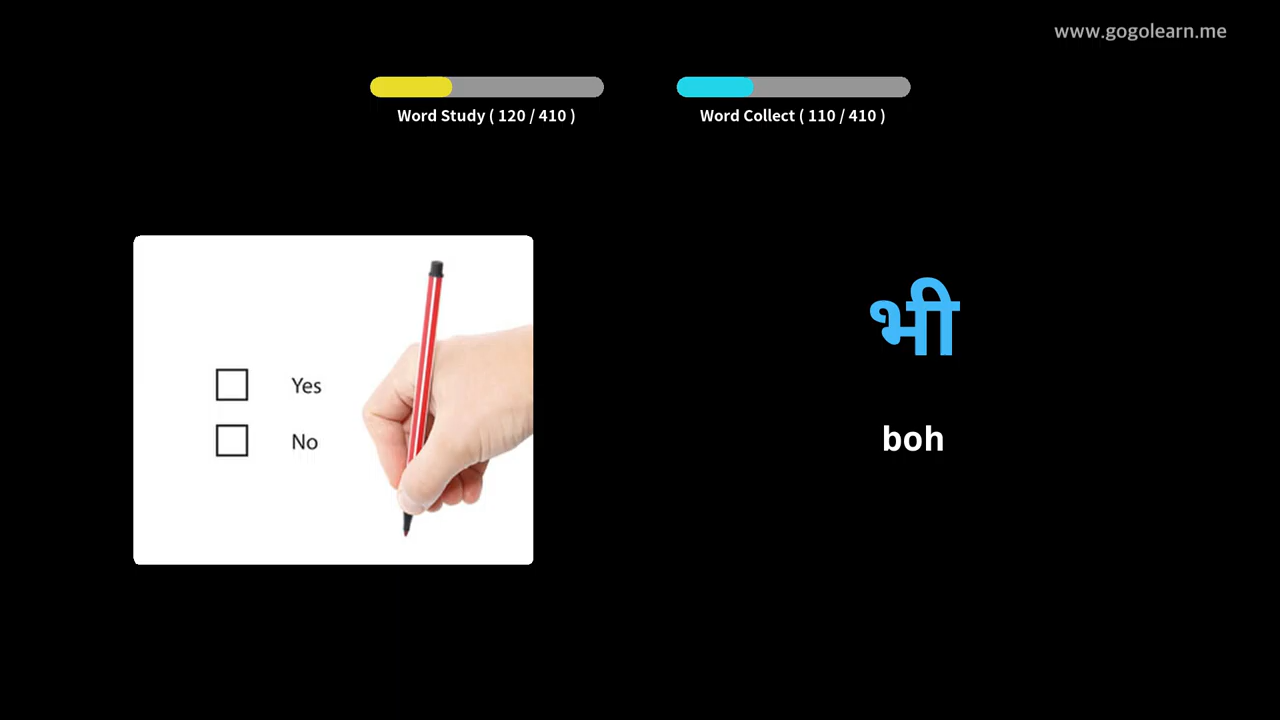 www.gogolearn.me
Word Study ( 120 / 410 )
Word Collect ( 110 / 410 )
Yes
No
भी
boh